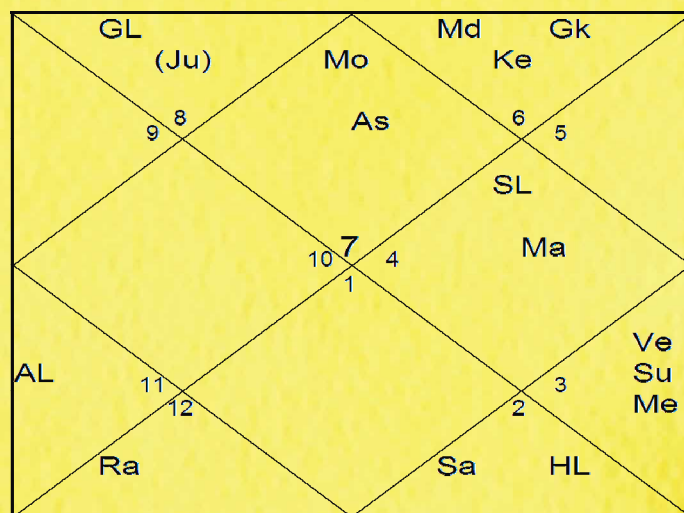 GL Md Gk
(Ju) Mo Ke
As
9 8 6 5
SL
7
10 4 Ma
1
Ve
AL 11 3 Su
12 2 Me
Ra Sa HL